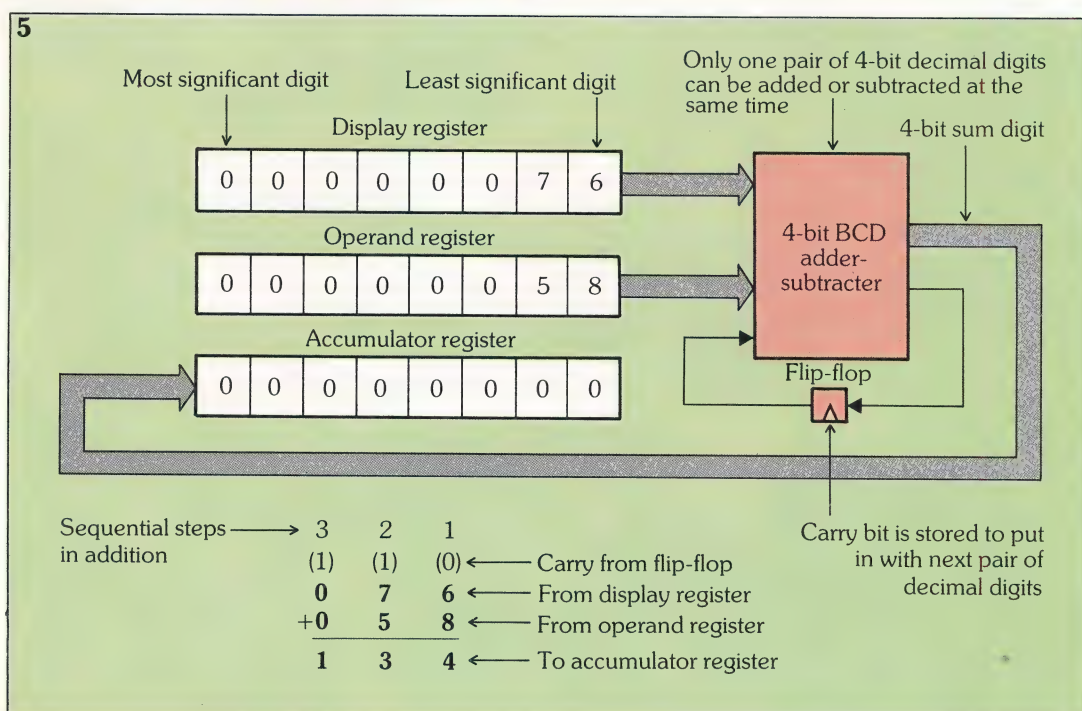 5
Most significant digit
Least significant digit
Display register
0 0 0 0 0 0 7 6
Operand register
0 0 0 0 0 0 5 8
Accumulator register
0 0 0 0 0 0 0 0
Only one pair of 4-bit decimal digits
can be added or subtracted at the
same time
4-bit sum digit
4-bit BCD
adder-
subtracter
Flip-flop
Carry bit is stored to put
in with next pair of
decimal digits
Sequential steps
in addition
3 2 1
(1) (1) (0) Carry from flip-flop
0 7 6 From display register
+0 5 8 From operand register
1 3 4 To accumulator register